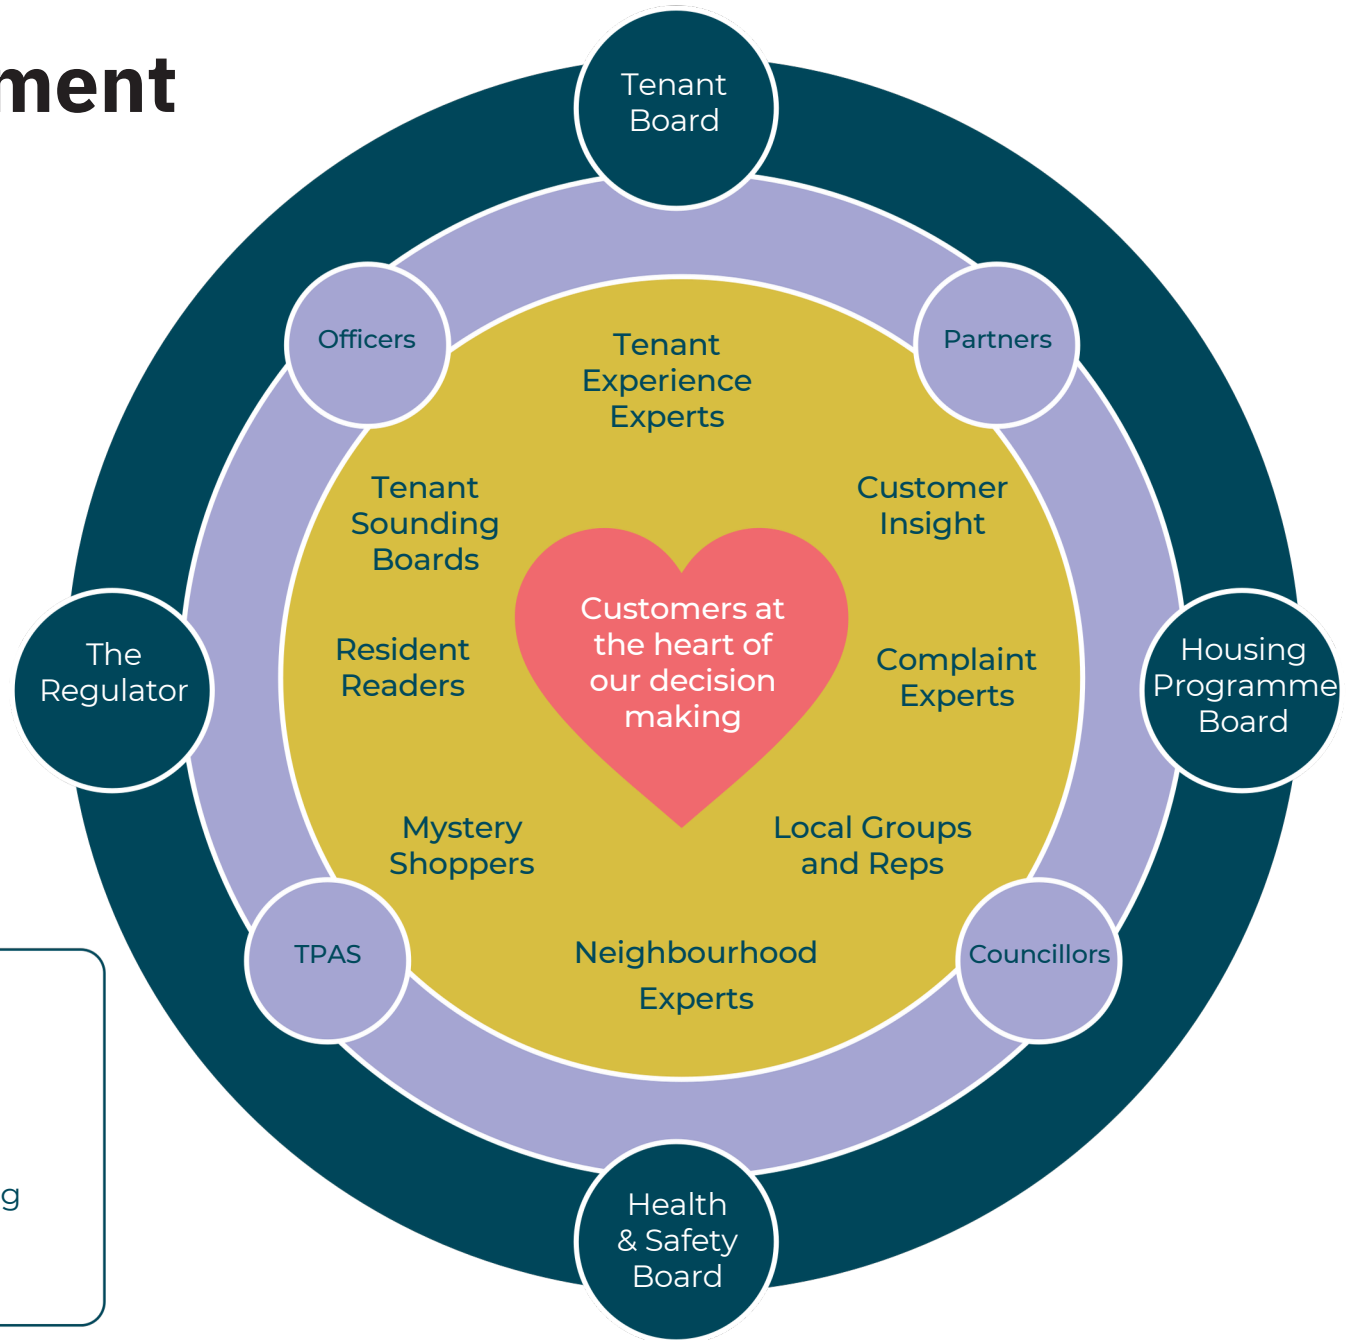 ment
Tenant
Board
Officers
Partners
Tenant
Experience
Experts
Tenant
Sounding
Boards
Customer
Insight
Customers at
the heart of
our decision
making
The
Regulator
Resident
Readers
Complaint
Experts
Housing
Programme
Board
Mystery
Shoppers
Local Groups
and Reps
TPAS
Neighbourhood
Experts
Councillors
g
Health
& Safety
Board